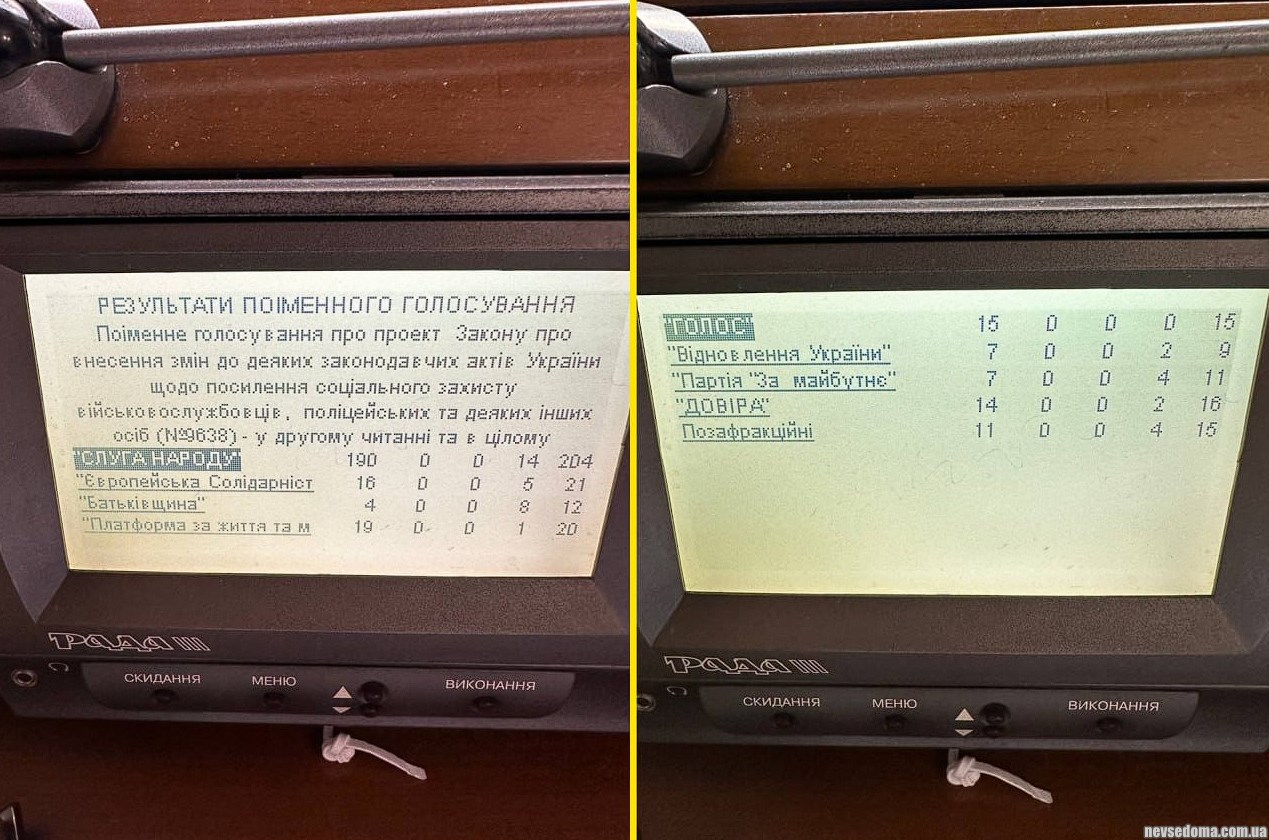 РЕЗУЛЬТАТИ ПОІМЕННОГО ГОЛОСУВАННЯ
Поіменне голосування про проект Закону про
внесення змін до деяких законодавчих актів України
щодо посилення соціального захисту
військовослужбовців, поліцейських та деяких інших
осіб (№9638) - у другому читанні та в цілому
"СЛУГА НАРОДУ" 190 0 0 14 204
"Європейська Солідарніст 16 0 0 5 21
"Батьківщина" 4 0 0 8 12
"Платформа за життя та м 19 0 0 1 20
РАДА III
СКИДАННЯ МЕНЮ ВИКОНАННЯ
"ГОЛОС" 15 0 0 0 15
"Відновлення України" 7 0 0 2 9
"Партія "За майбутнє" 7 0 0 4 11
"ДОВІРА" 14 0 0 2 16
Позафракційні 11 0 0 4 15
РАДА III
СКИДАННЯ МЕНЮ ВИКОНАННЯ
nevsedoma.com.ua